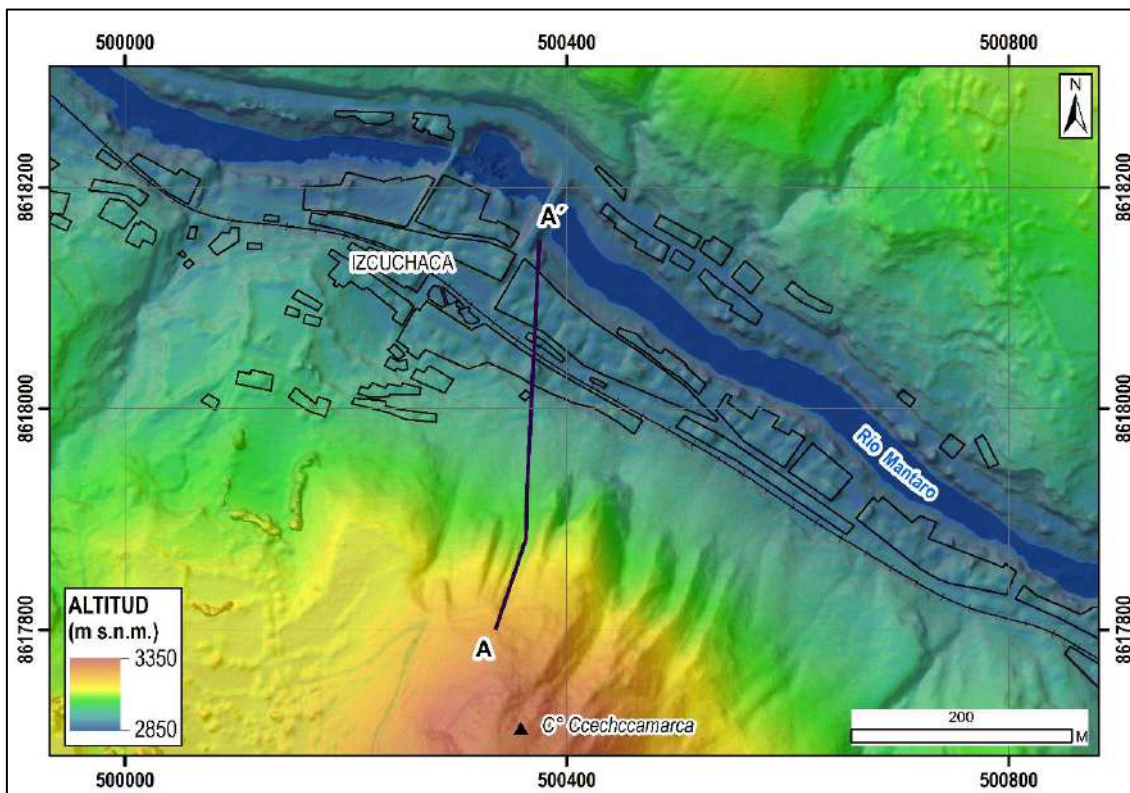 500000 500400 500800
N
8618200 8618200
A´
IZCUCHACA
8618000 8618000
Río Mantaro
ALTITUD
(m s.n.m.)
3350
2850
8617800 8617800
A
C° Ccechccamarca
200
M
500000 500400 500800